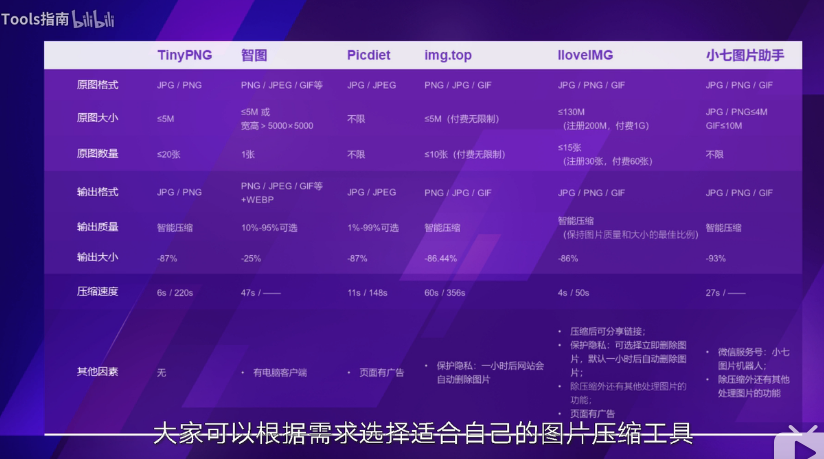 Tools指南 bilibili
TinyPNG 智图 Picdiet img.top IloveIMG 小七图片助手
原图格式 JPG / PNG PNG / JPEG / GIF等 JPG / JPEG PNG / JPG / GIF JPG / PNG / GIF JPG / PNG / GIF
原图大小 ≤5M ≤5M 或 宽高＞5000×5000 不限 ≤5M（付费无限制） ≤130M （注册200M，付费1G） JPG / PNG≤4M GIF≤10M
原图数量 ≤20张 1张 不限 ≤10张（付费无限制） ≤15张 （注册30张，付费60张） 不限
输出格式 JPG / PNG PNG / JPEG / GIF等 +WEBP JPG / JPEG PNG / JPG / GIF JPG / PNG / GIF JPG / PNG / GIF
输出质量 智能压缩 10%-95%可选 1%-99%可选 智能压缩 智能压缩 （保持图片质量和大小的最佳比例） 智能压缩
输出大小 -87% -25% -87% -86.44% -86% -93%
压缩速度 6s / 220s 47s / —— 11s / 148s 60s / 356s 4s / 50s 27s / ——
其他因素 无
• 有电脑客户端
• 页面有广告
• 保护隐私：一小时后网站会
自动删除图片
• 压缩后可分享链接；
• 保护隐私：可选择立即删除图
片，默认一小时后自动删除图
片；
• 除压缩外还有其他处理图片的
功能；
• 页面有广告
• 微信服务号：小七
图片机器人；
• 除压缩外还有其他
处理图片的功能
大家可以根据需求选择适合自己的图片压缩工具